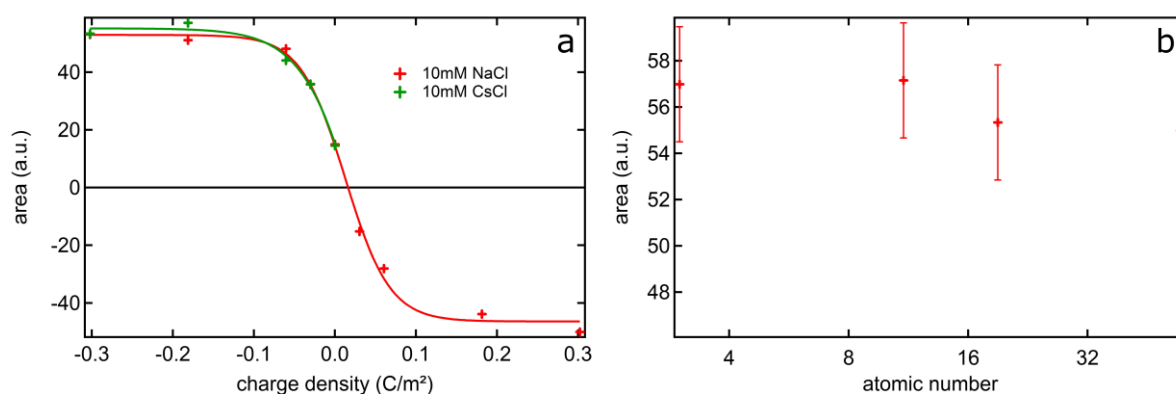 a
10mM NaCl
10mM CsCl
area (a.u.)
40
20
0
-20
-40
-0.3 -0.2 -0.1 0.0 0.1 0.2 0.3
charge density (C/m²)
b
area (a.u.)
58
56
54
52
50
48
4 8 16 32
atomic number